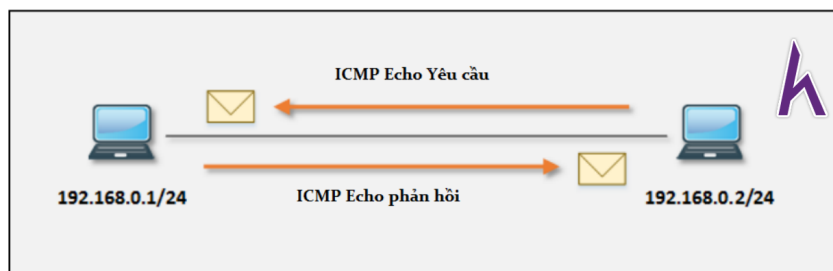 ICMP Echo Yêu cầu
192.168.0.1/24
192.168.0.2/24
ICMP Echo phản hồi